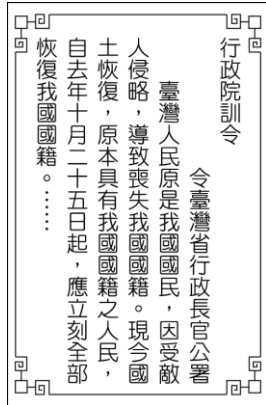 行政院訓令
令臺灣省行政長官公署
臺灣人民原是我國國民，因受敵
人侵略，導致喪失我國國籍。現今國
土恢復，原本具有我國國籍之人民，
自去年十月二十五日起，應立刻全部
恢復我國國籍。……